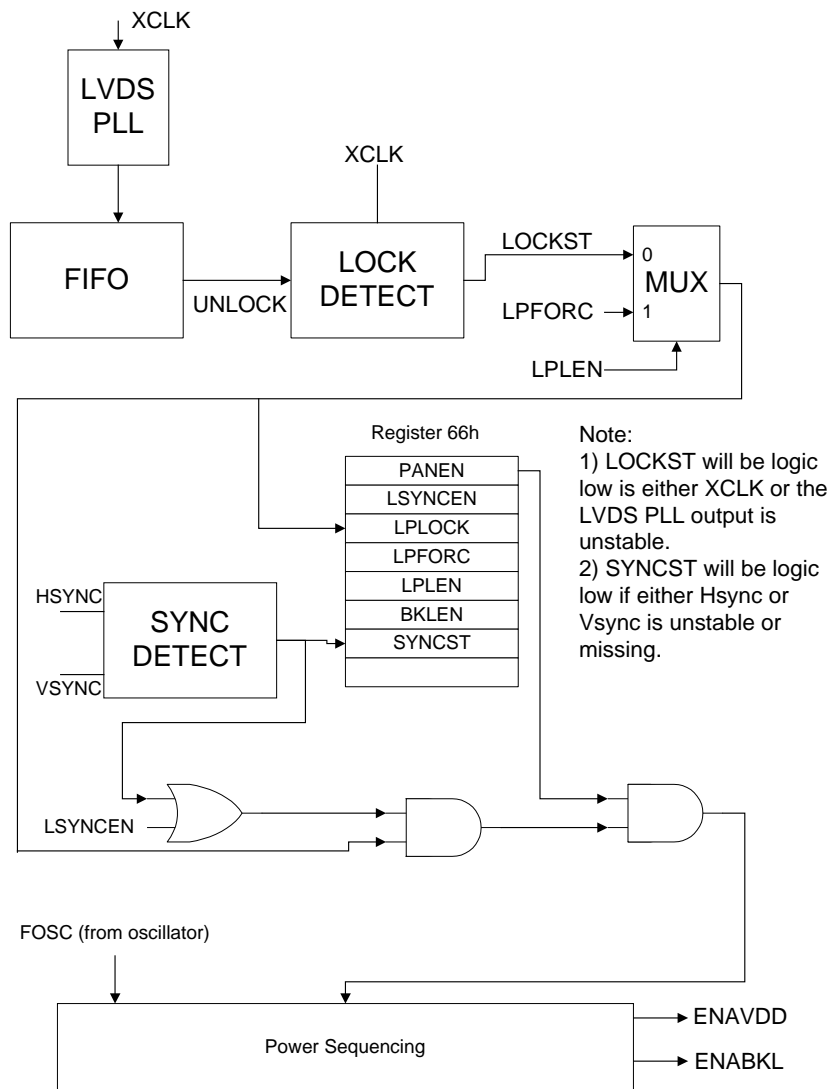 XCLK
LVDS
PLL
XCLK
FIFO
UNLOCK
LOCK
DETECT
LOCKST
0
MUX
LPFORC
1
LPLEN
Register 66h
PANEN
LSYNCEN
LPLOCK
LPFORC
LPLEN
BKLEN
SYNCST
Note:
1) LOCKST will be logic
low is either XCLK or the
LVDS PLL output is
unstable.
2) SYNCST will be logic
low if either Hsync or
Vsync is unstable or
missing.
HSYNC
SYNC
DETECT
VSYNC
LSYNCEN
FOSC (from oscillator)
Power Sequencing
ENAVDD
ENABKL